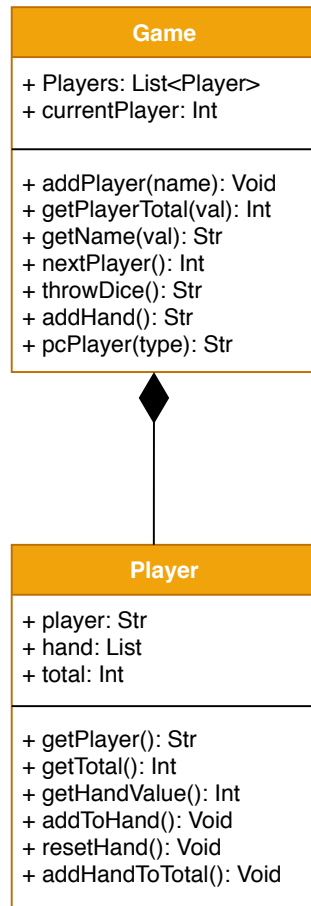 Game
+ Players: List<Player>
+ currentPlayer: Int
+ addPlayer(name): Void
+ getPlayerTotal(val): Int
+ getName(val): Str
+ nextPlayer(): Int
+ throwDice(): Str
+ addHand(): Str
+ pcPlayer(type): Str
Player
+ player: Str
+ hand: List
+ total: Int
+ getPlayer(): Str
+ getTotal(): Int
+ getHandValue(): Int
+ addToHand(): Void
+ resetHand(): Void
+ addHandToTotal(): Void